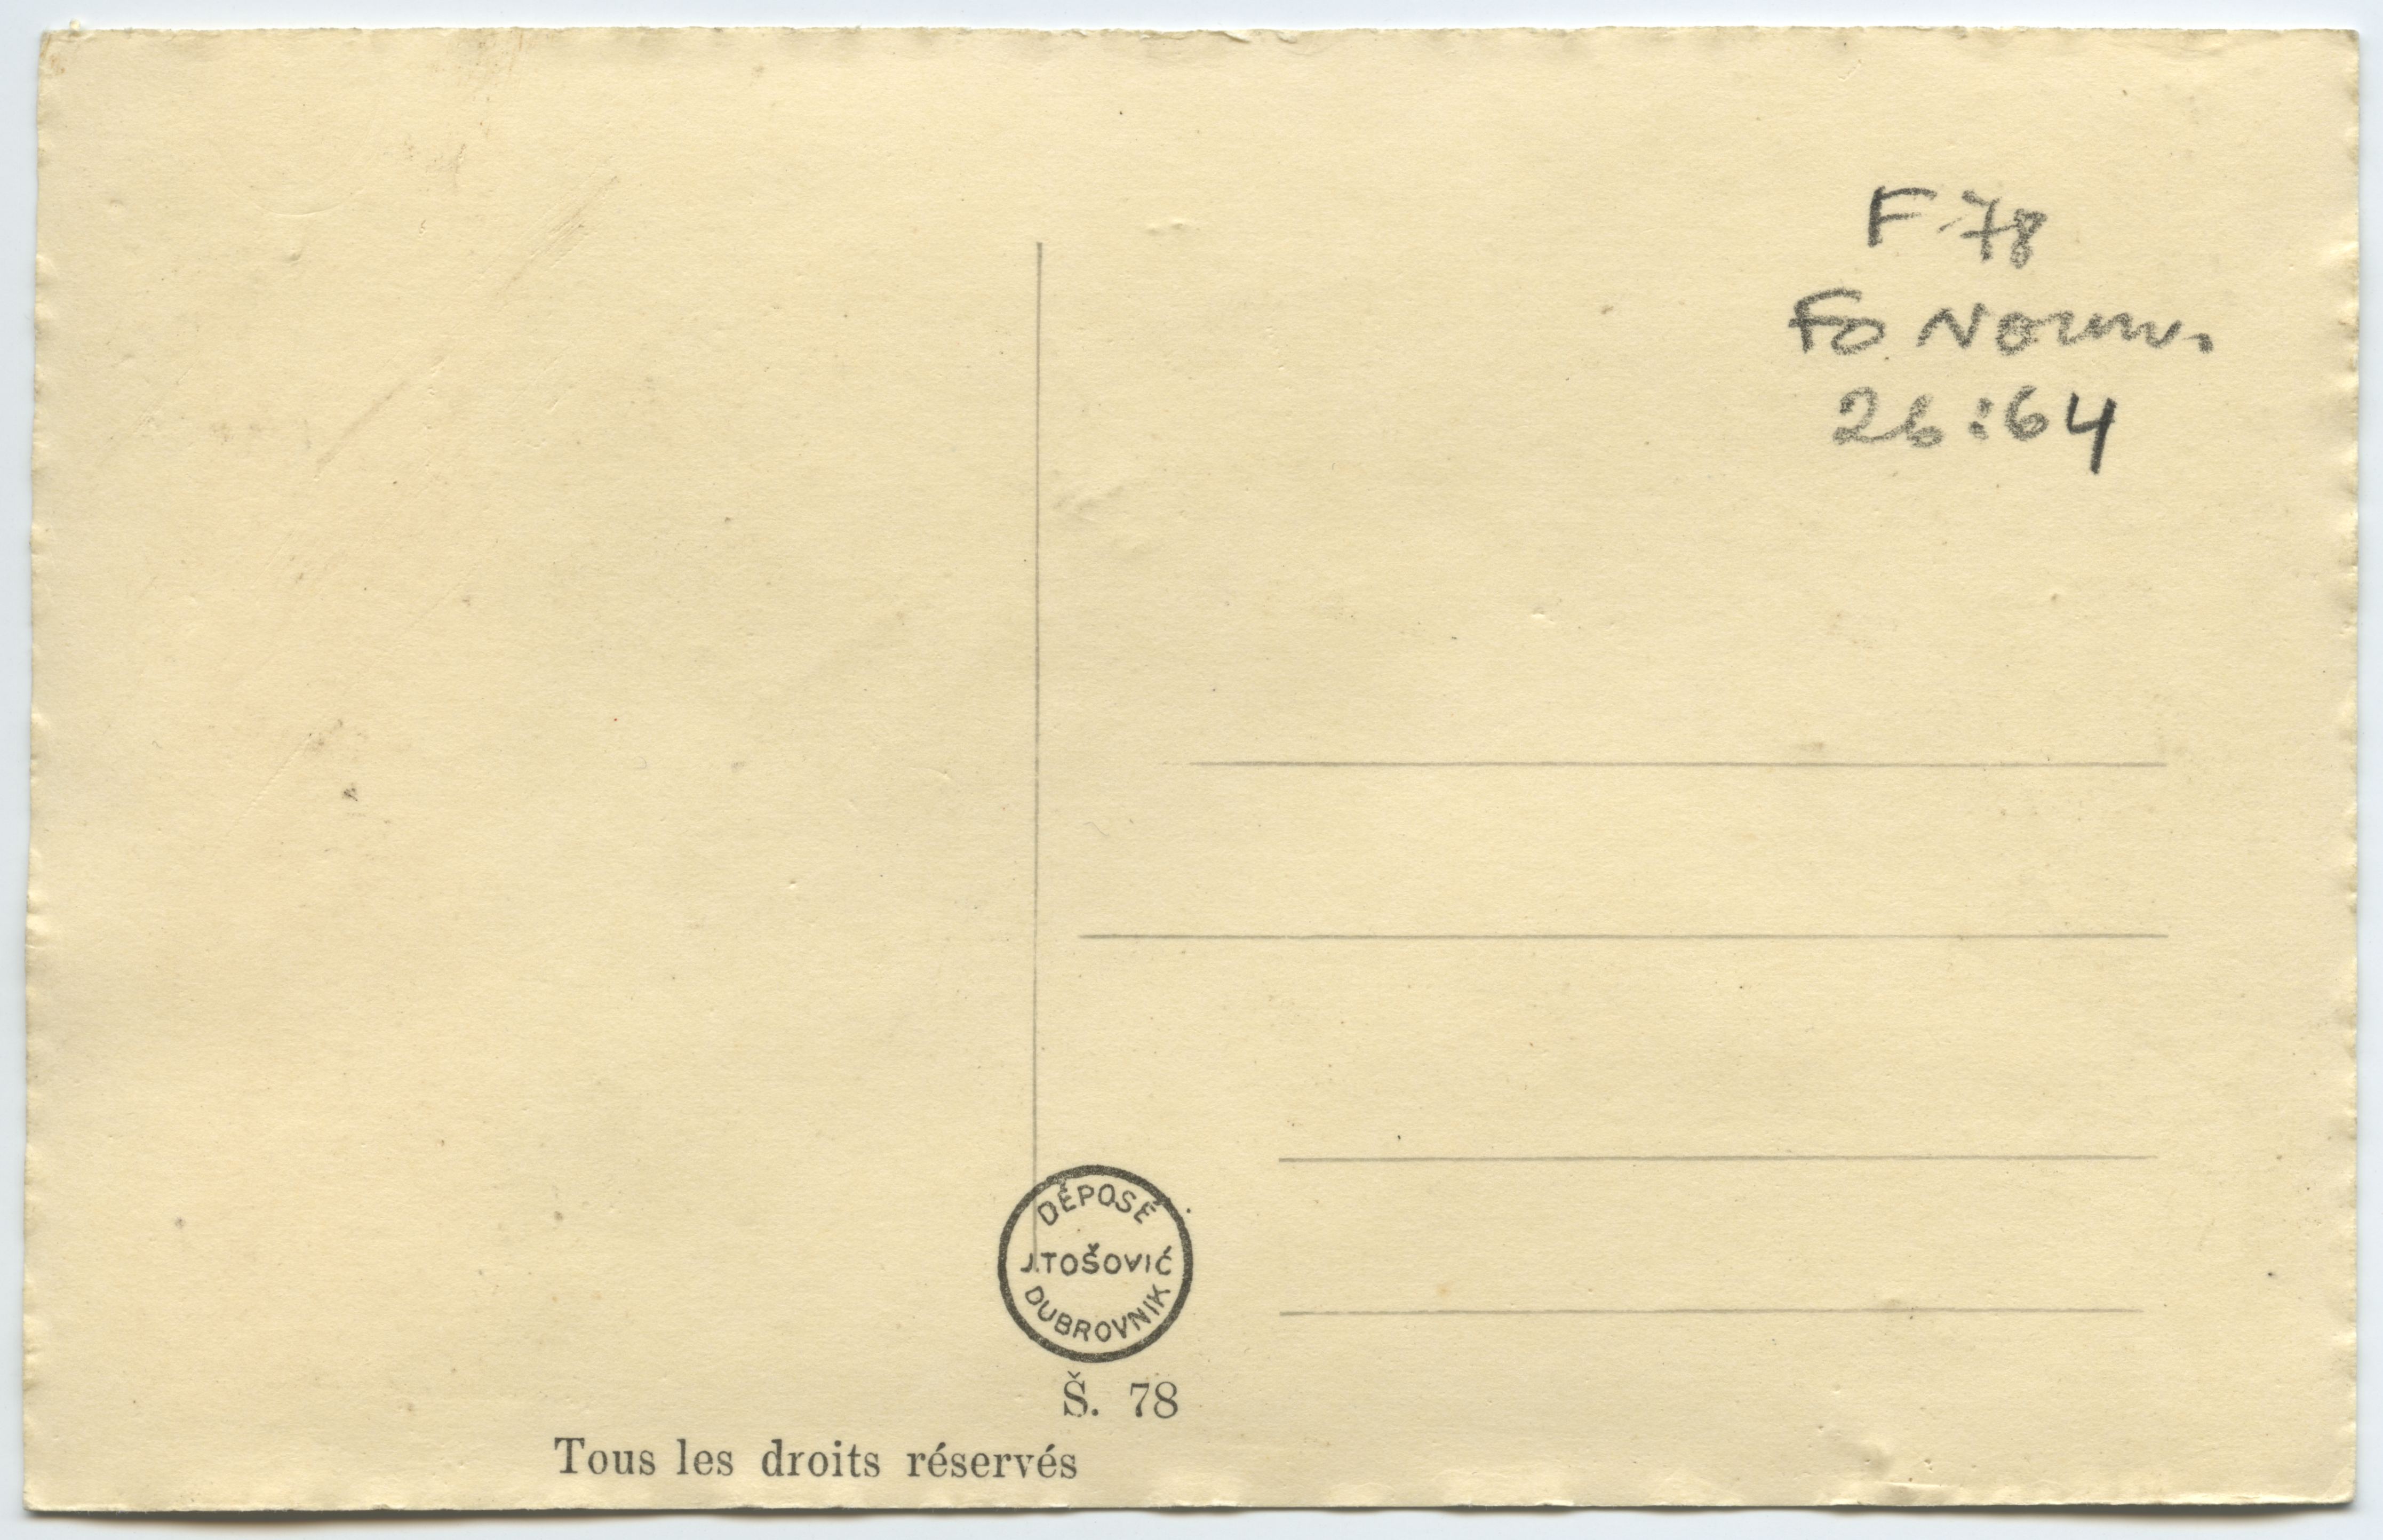 F 78
Fo Norm.
26:64
DÉPOSÉ
J. TOŠOVIĆ
DUBROVNIK
Š. 78
Tous les droits réservés